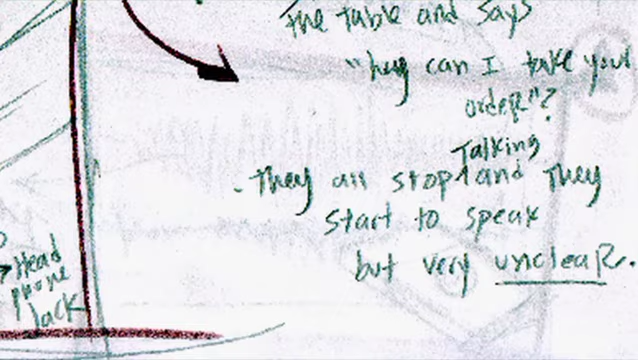 the table and says
"hey can I take your
order"?
Talking
- They all stop and they
start to speak
but very unclear.
Head
phone
Jack